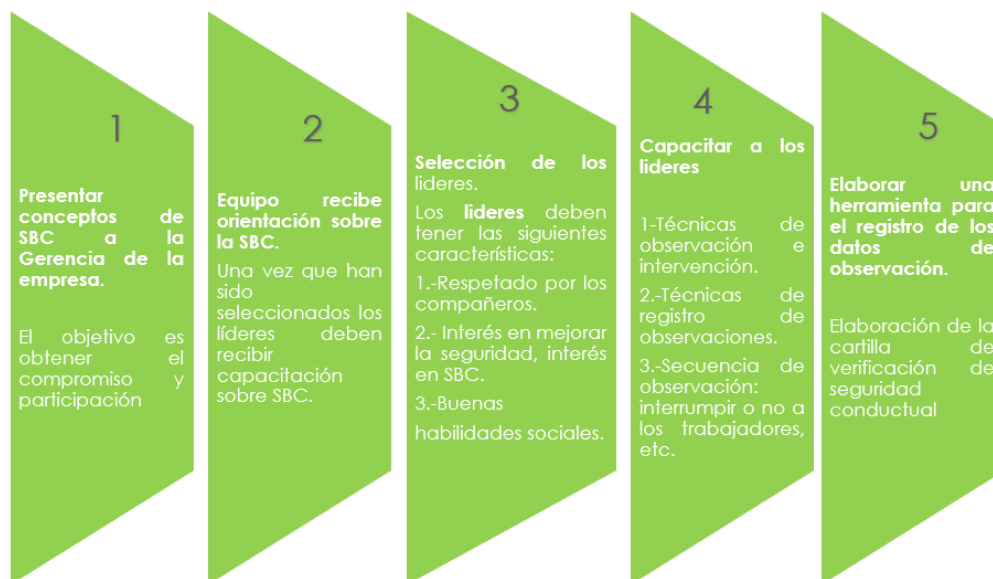 1
Presentar
conceptos de
SBC a la
Gerencia de la
empresa.
El objetivo es
obtener el
compromiso y
participación
2
Equipo recibe
orientación sobre
la SBC.
Una vez que han
sido
seleccionados los
líderes deben
recibir
capacitación
sobre SBC.
3
Selección de los
lideres.
Los lideres deben
tener las siguientes
características:
1.-Respetado por los
compañeros.
2.- Interés en mejorar
la seguridad, interés
en SBC.
3.-Buenas
habilidades sociales.
4
Capacitar a los
lideres
1-Técnicas de
observación e
intervención.
2.-Técnicas de
registro de
observaciones.
3.-Secuencia de
observación:
interrumpir o no a
los trabajadores,
etc.
5
Elaborar una
herramienta para
el registro de los
datos de
observación.
Elaboración de la
cartilla de
verificación de
seguridad
conductual